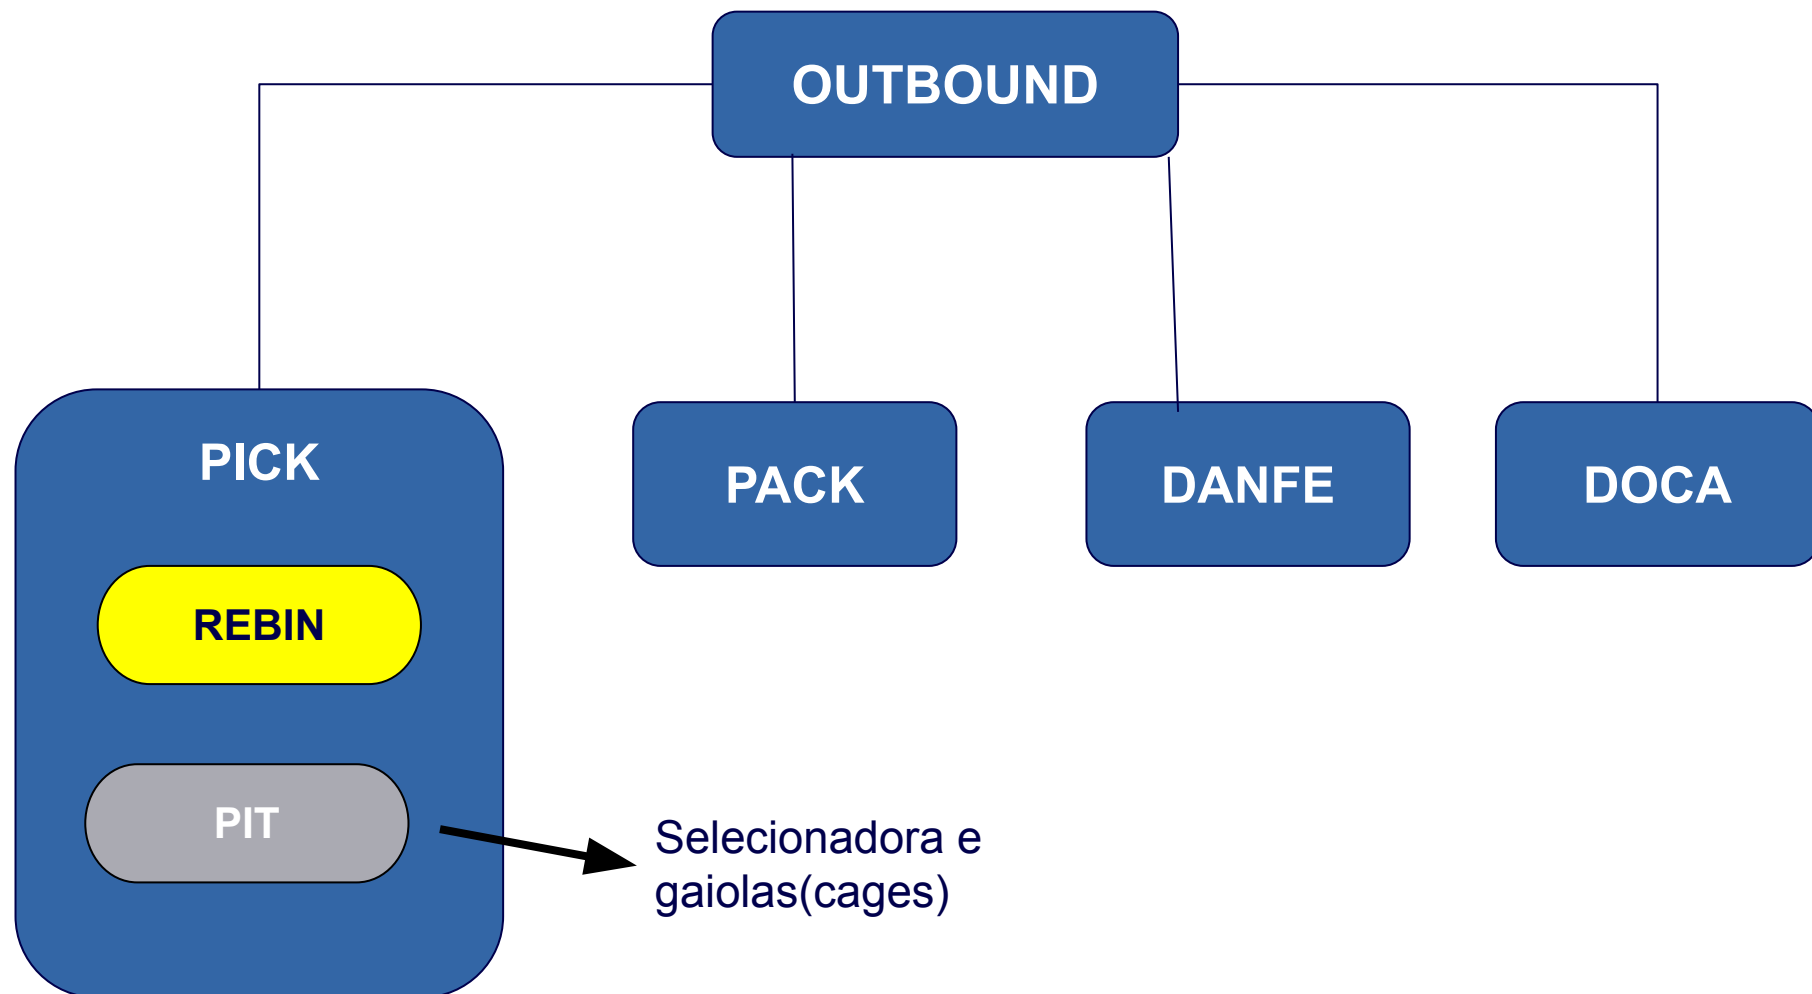 OUTBOUND
PICK
PACK
DANFE
DOCA
REBIN
PIT
Selecionadora e
gaiolas(cages)